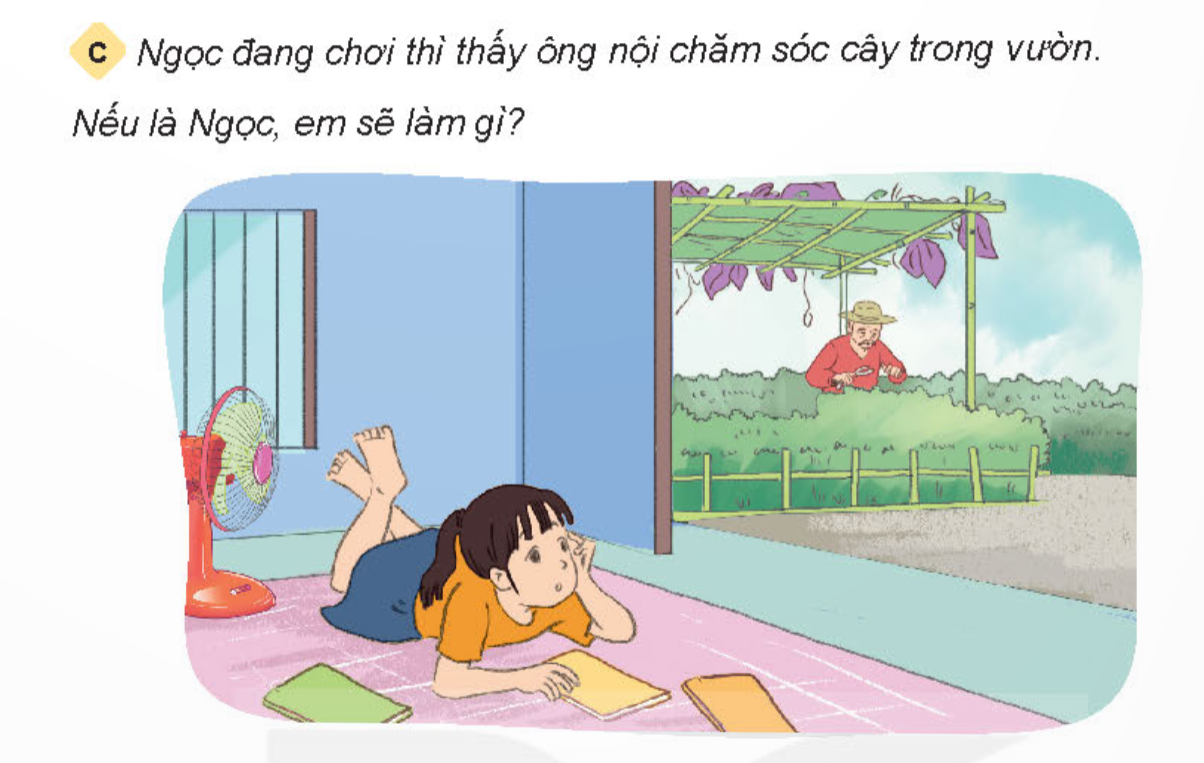 C Ngọc đang chơi thì thấy ông nội chăm sóc cây trong vườn.
Nếu là Ngọc, em sẽ làm gì?